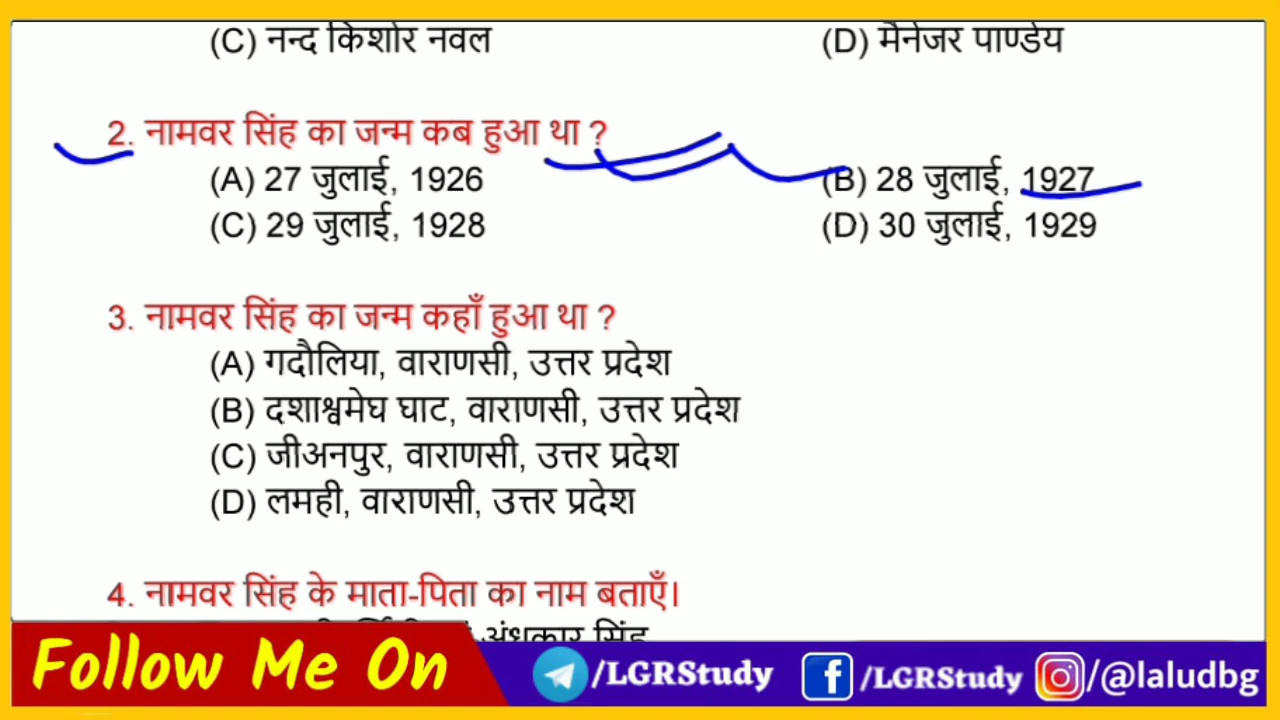 (C) नन्द किशोर नवल (D) मैनेजर पाण्डेय
2. नामवर सिंह का जन्म कब हुआ था ?
(A) 27 जुलाई, 1926 (B) 28 जुलाई, 1927
(C) 29 जुलाई, 1928 (D) 30 जुलाई, 1929
3. नामवर सिंह का जन्म कहाँ हुआ था ?
(A) गदौलिया, वाराणसी, उत्तर प्रदेश
(B) दशाश्वमेघ घाट, वाराणसी, उत्तर प्रदेश
(C) जीअनपुर, वाराणसी, उत्तर प्रदेश
(D) लमही, वाराणसी, उत्तर प्रदेश
4. नामवर सिंह के माता-पिता का नाम बताएँ।
अंधकार सिंह
Follow Me On /LGRStudy /LGRStudy /@laludbg